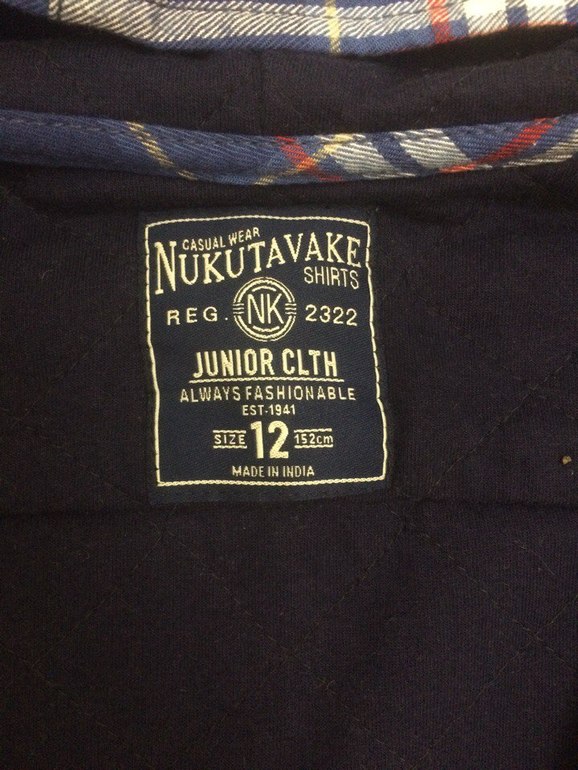 CASUAL WEAR
NUKUTAVAKE
SHIRTS
REG. NK 2322
JUNIOR CLTH
ALWAYS FASHIONABLE
EST-1941
SIZE 12 152cm
MADE IN INDIA